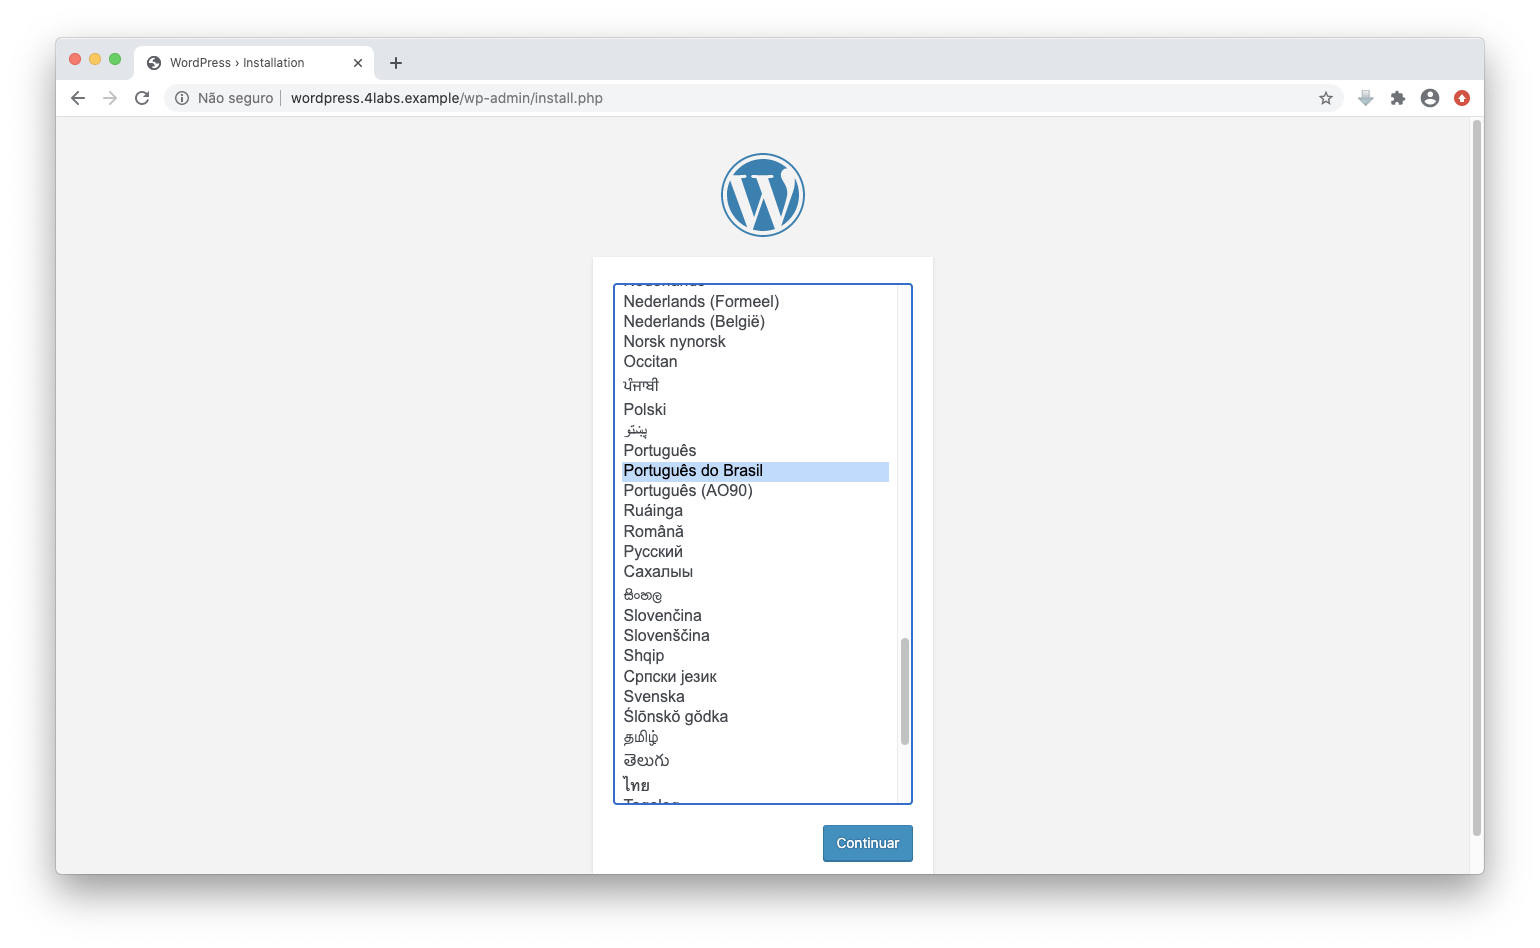 WordPress › Installation
Não seguro
wordpress.4labs.example/wp-admin/install.php
Nederlands (Formeel)
Nederlands (België)
Norsk nynorsk
Occitan
ਪੰਜਾਬੀ
Polski
پښتو
Português
Português do Brasil
Português (AO90)
Ruáinga
Română
Русский
Сахалыы
සිංහල
Slovenčina
Slovenščina
Shqip
Српски језик
Svenska
Ślōnskŏ gŏdka
தமிழ்
తెలుగు
ไทย
Continuar